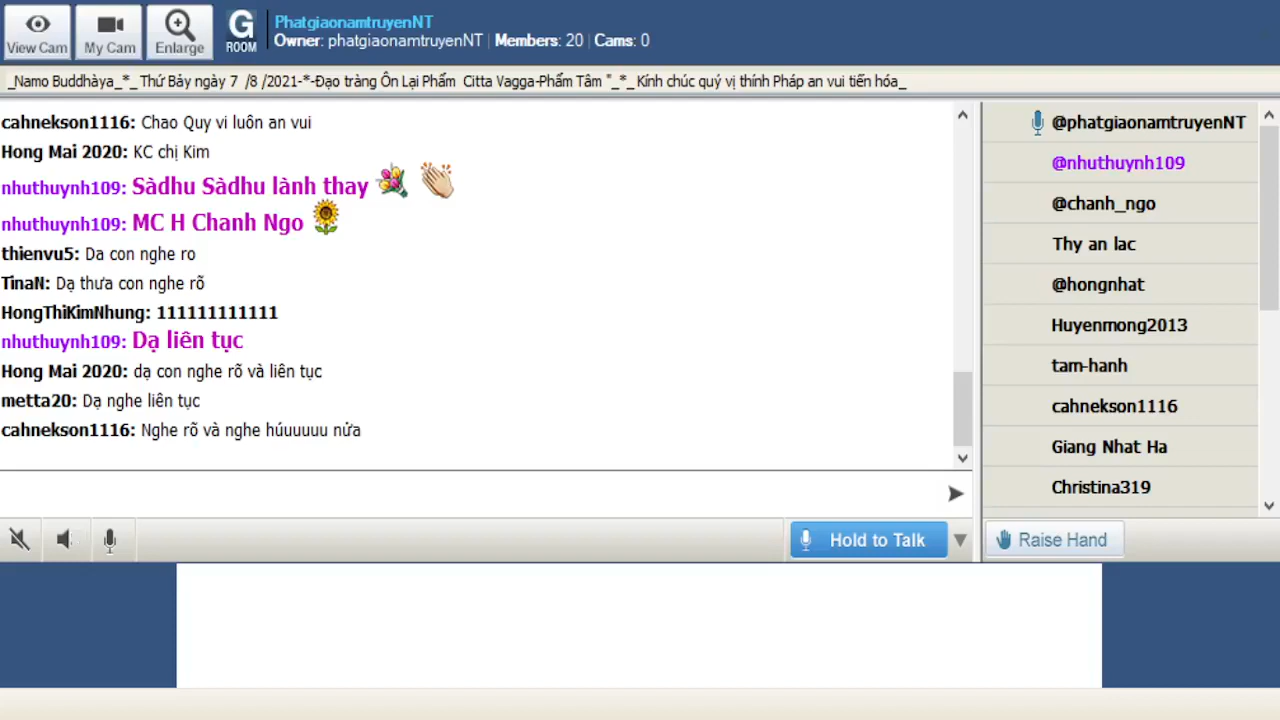 View Cam
My Cam
Enlarge
G
ROOM
PhatgiaonamtruyenNT
Owner: phatgiaonamtruyenNT | Members: 20 | Cams: 0
_Namo Buddhàya_*_ Thứ Bảy ngày 7 /8 /2021-*-Đạo tràng Ôn Lại Phẩm Citta Vagga-Phẩm Tâm "_*_ Kính chúc quý vị thính Pháp an vui tiến hóa_
cahnekson1116: Chao Quy vi luôn an vui
Hong Mai 2020: KC chị Kim
nhuthuynh109: Sàdhu Sàdhu lành thay
nhuthuynh109: MC H Chanh Ngo
thienvu5: Da con nghe ro
TinaN: Dạ thưa con nghe rõ
HongThiKimNhung: 111111111111
nhuthuynh109: Dạ liên tục
Hong Mai 2020: dạ con nghe rõ và liên tục
metta20: Dạ nghe liên tục
cahnekson1116: Nghe rõ và nghe húuuuuu nứa
@phatgiaonamtruyenNT
@nhuthuynh109
@chanh_ngo
Thy an lac
@hongnhat
Huyenmong2013
tam-hanh
cahnekson1116
Giang Nhat Ha
Christina319
Hold to Talk
Raise Hand